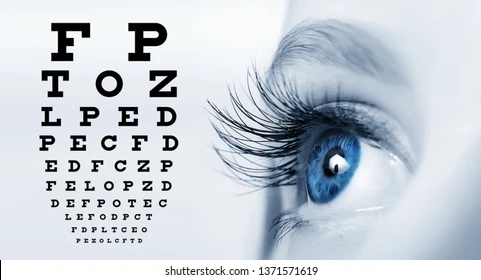 F P
T O Z
L P E D
P E C F D
E D F C Z P
F E L O P Z D
D E F P O T E C
L E F O D P C T
F D P L T C E O
P E Z O L C F T D
shutterstock.com · 1371571619